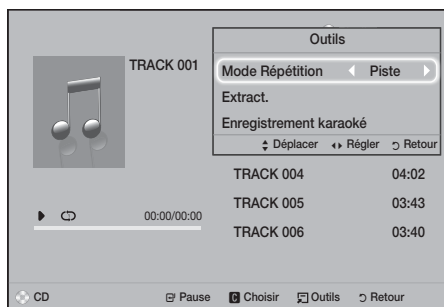 Outils
TRACK 001
Mode Répétition Piste
Extract.
Enregistrement karaoké
Déplacer Régler Retour
TRACK 004 04:02
00:00/00:00
TRACK 005 03:43
TRACK 006 03:40
CD Pause C Choisir Outils Retour